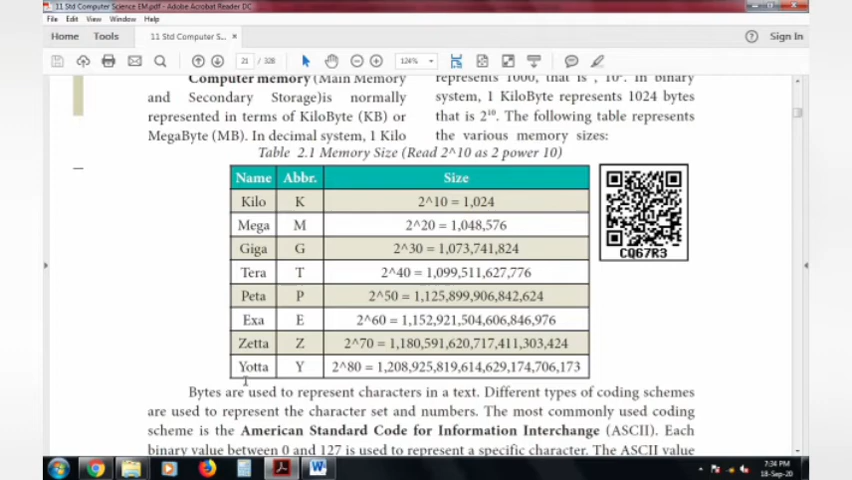 11 Std Computer Science EM.pdf - Adobe Acrobat Reader DC
File Edit View Window Help
Home Tools 11 Std Computer S... × Sign In
21 / 328 124%
Computer memory (Main Memory
and Secondary Storage)is normally
represented in terms of KiloByte (KB) or
MegaByte (MB). In decimal system, 1 Kilo
represents 1000, that is , 10³. In binary
system, 1 KiloByte represents 1024 bytes
that is 2¹⁰. The following table represents
the various memory sizes:
Table 2.1 Memory Size (Read 2^10 as 2 power 10)
Name Abbr. Size
Kilo K 2^10 = 1,024
Mega M 2^20 = 1,048,576
Giga G 2^30 = 1,073,741,824
Tera T 2^40 = 1,099,511,627,776
Peta P 2^50 = 1,125,899,906,842,624
Exa E 2^60 = 1,152,921,504,606,846,976
Zetta Z 2^70 = 1,180,591,620,717,411,303,424
Yotta Y 2^80 = 1,208,925,819,614,629,174,706,173
CQ67R3
Bytes are used to represent characters in a text. Different types of coding schemes
are used to represent the character set and numbers. The most commonly used coding
scheme is the American Standard Code for Information Interchange (ASCII). Each
binary value between 0 and 127 is used to represent a specific character. The ASCII value
7:34 PM
18-Sep-20